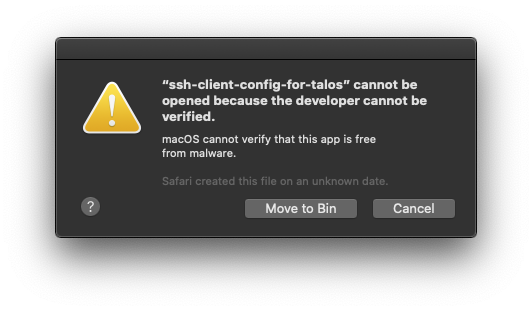 “ssh-client-config-for-talos” cannot be
opened because the developer cannot be
verified.
macOS cannot verify that this app is free
from malware.
Safari created this file on an unknown date.
?
Move to Bin
Cancel